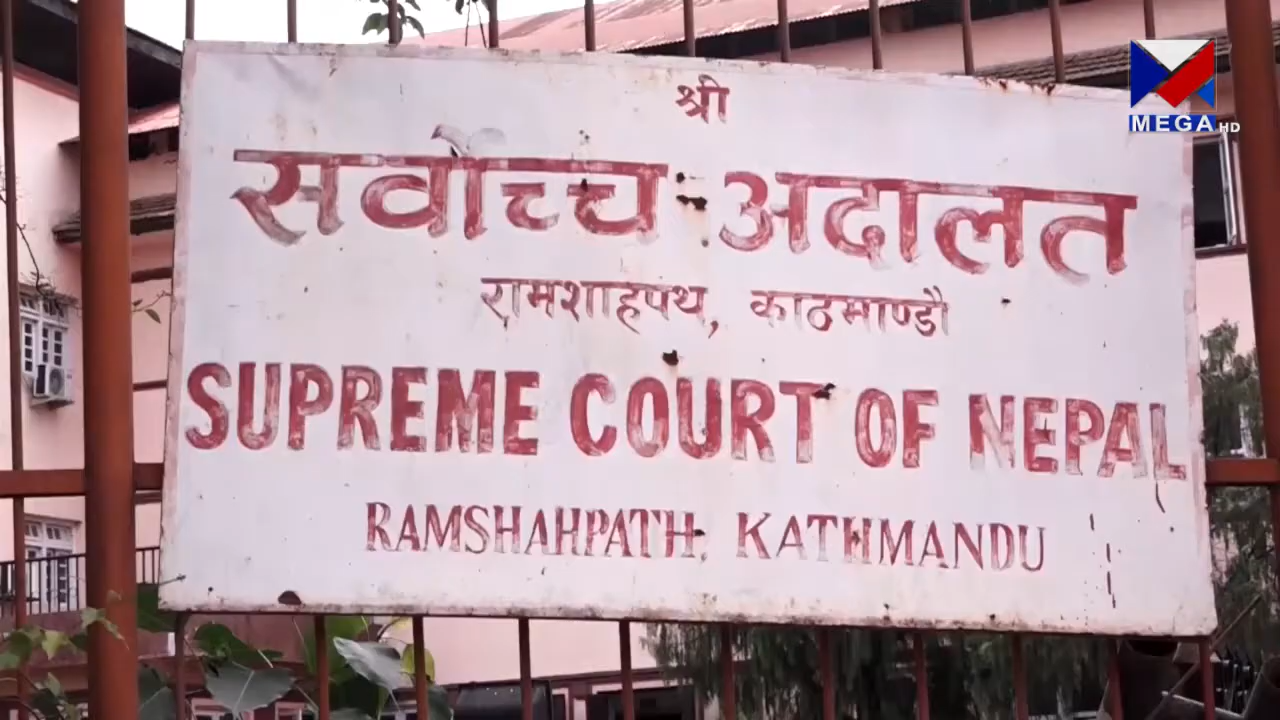 MEGA HD
श्री
सर्वोच्च अदालत
रामशाहपथ, काठमाण्डौ
SUPREME COURT OF NEPAL
RAMSHAHPATH, KATHMANDU